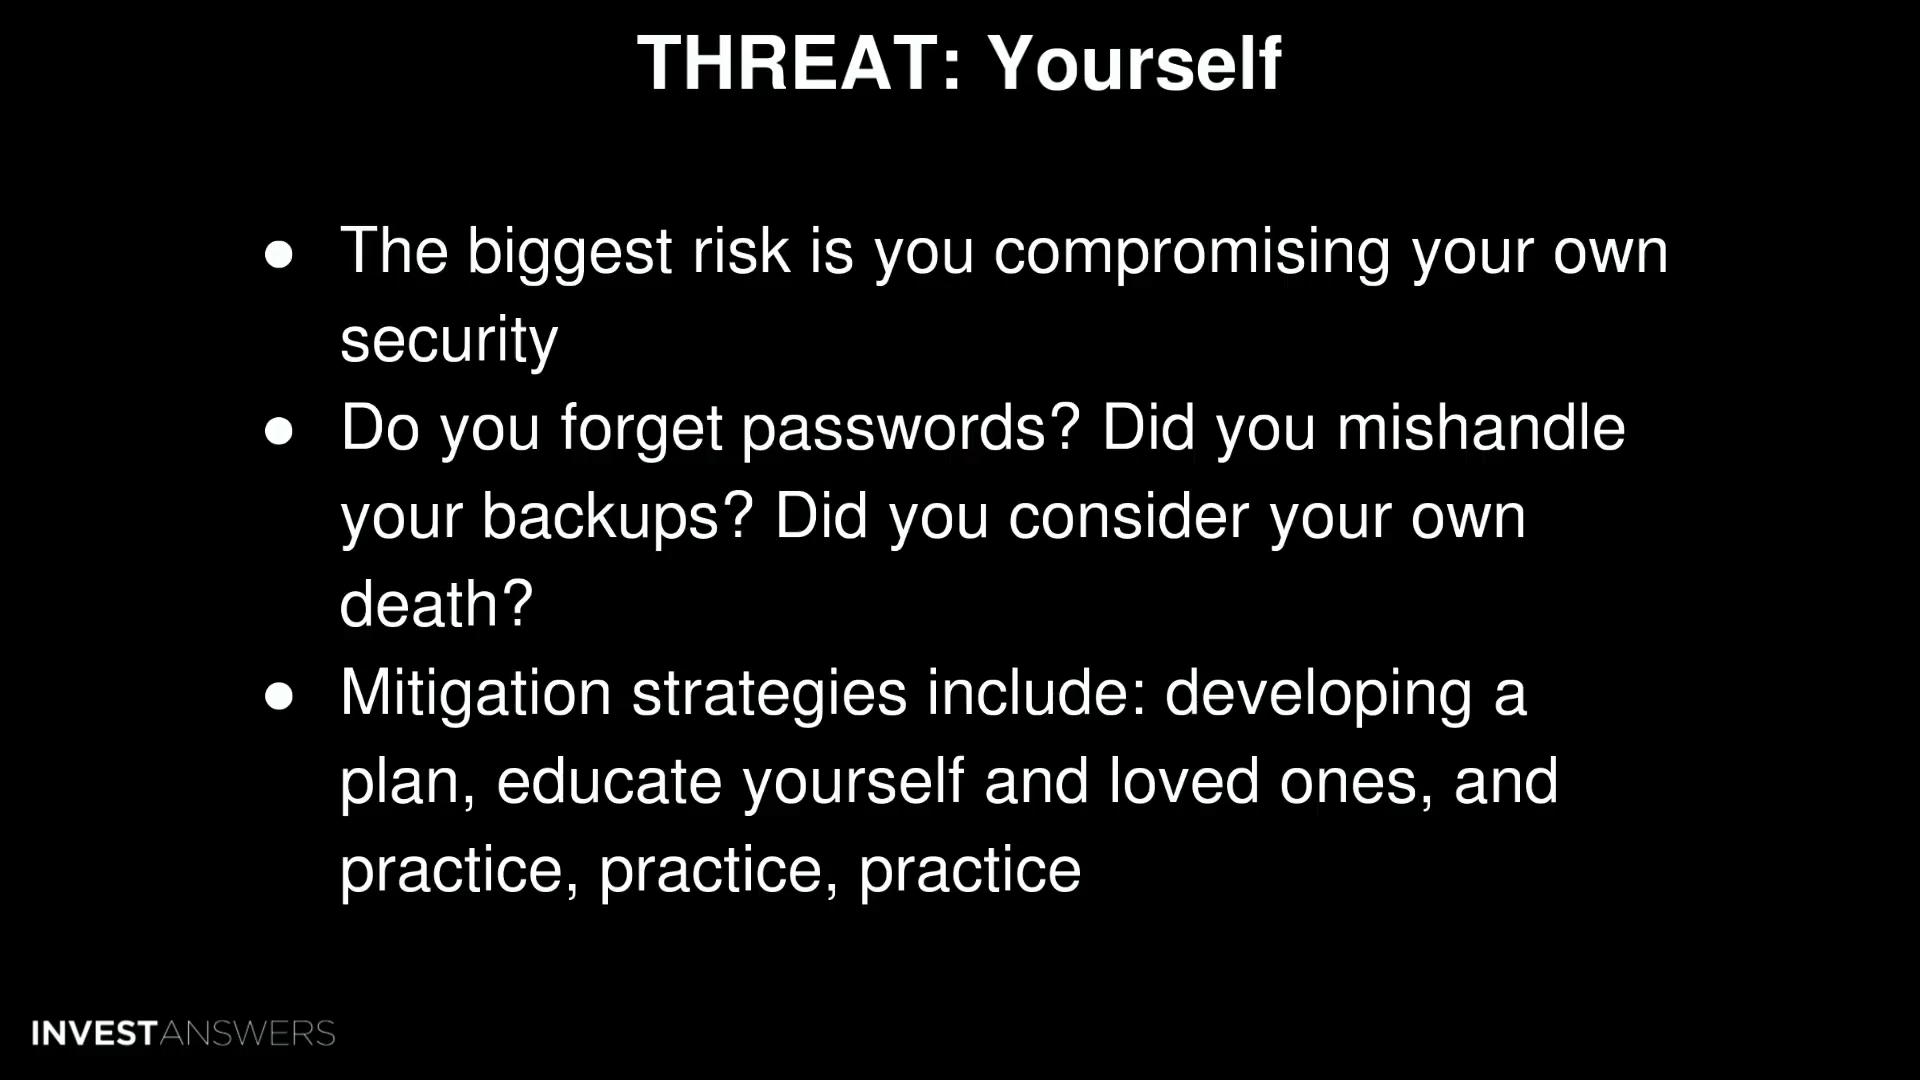 THREAT: Yourself
● The biggest risk is you compromising your own
security
● Do you forget passwords? Did you mishandle
your backups? Did you consider your own
death?
● Mitigation strategies include: developing a
plan, educate yourself and loved ones, and
practice, practice, practice
INVESTANSWERS